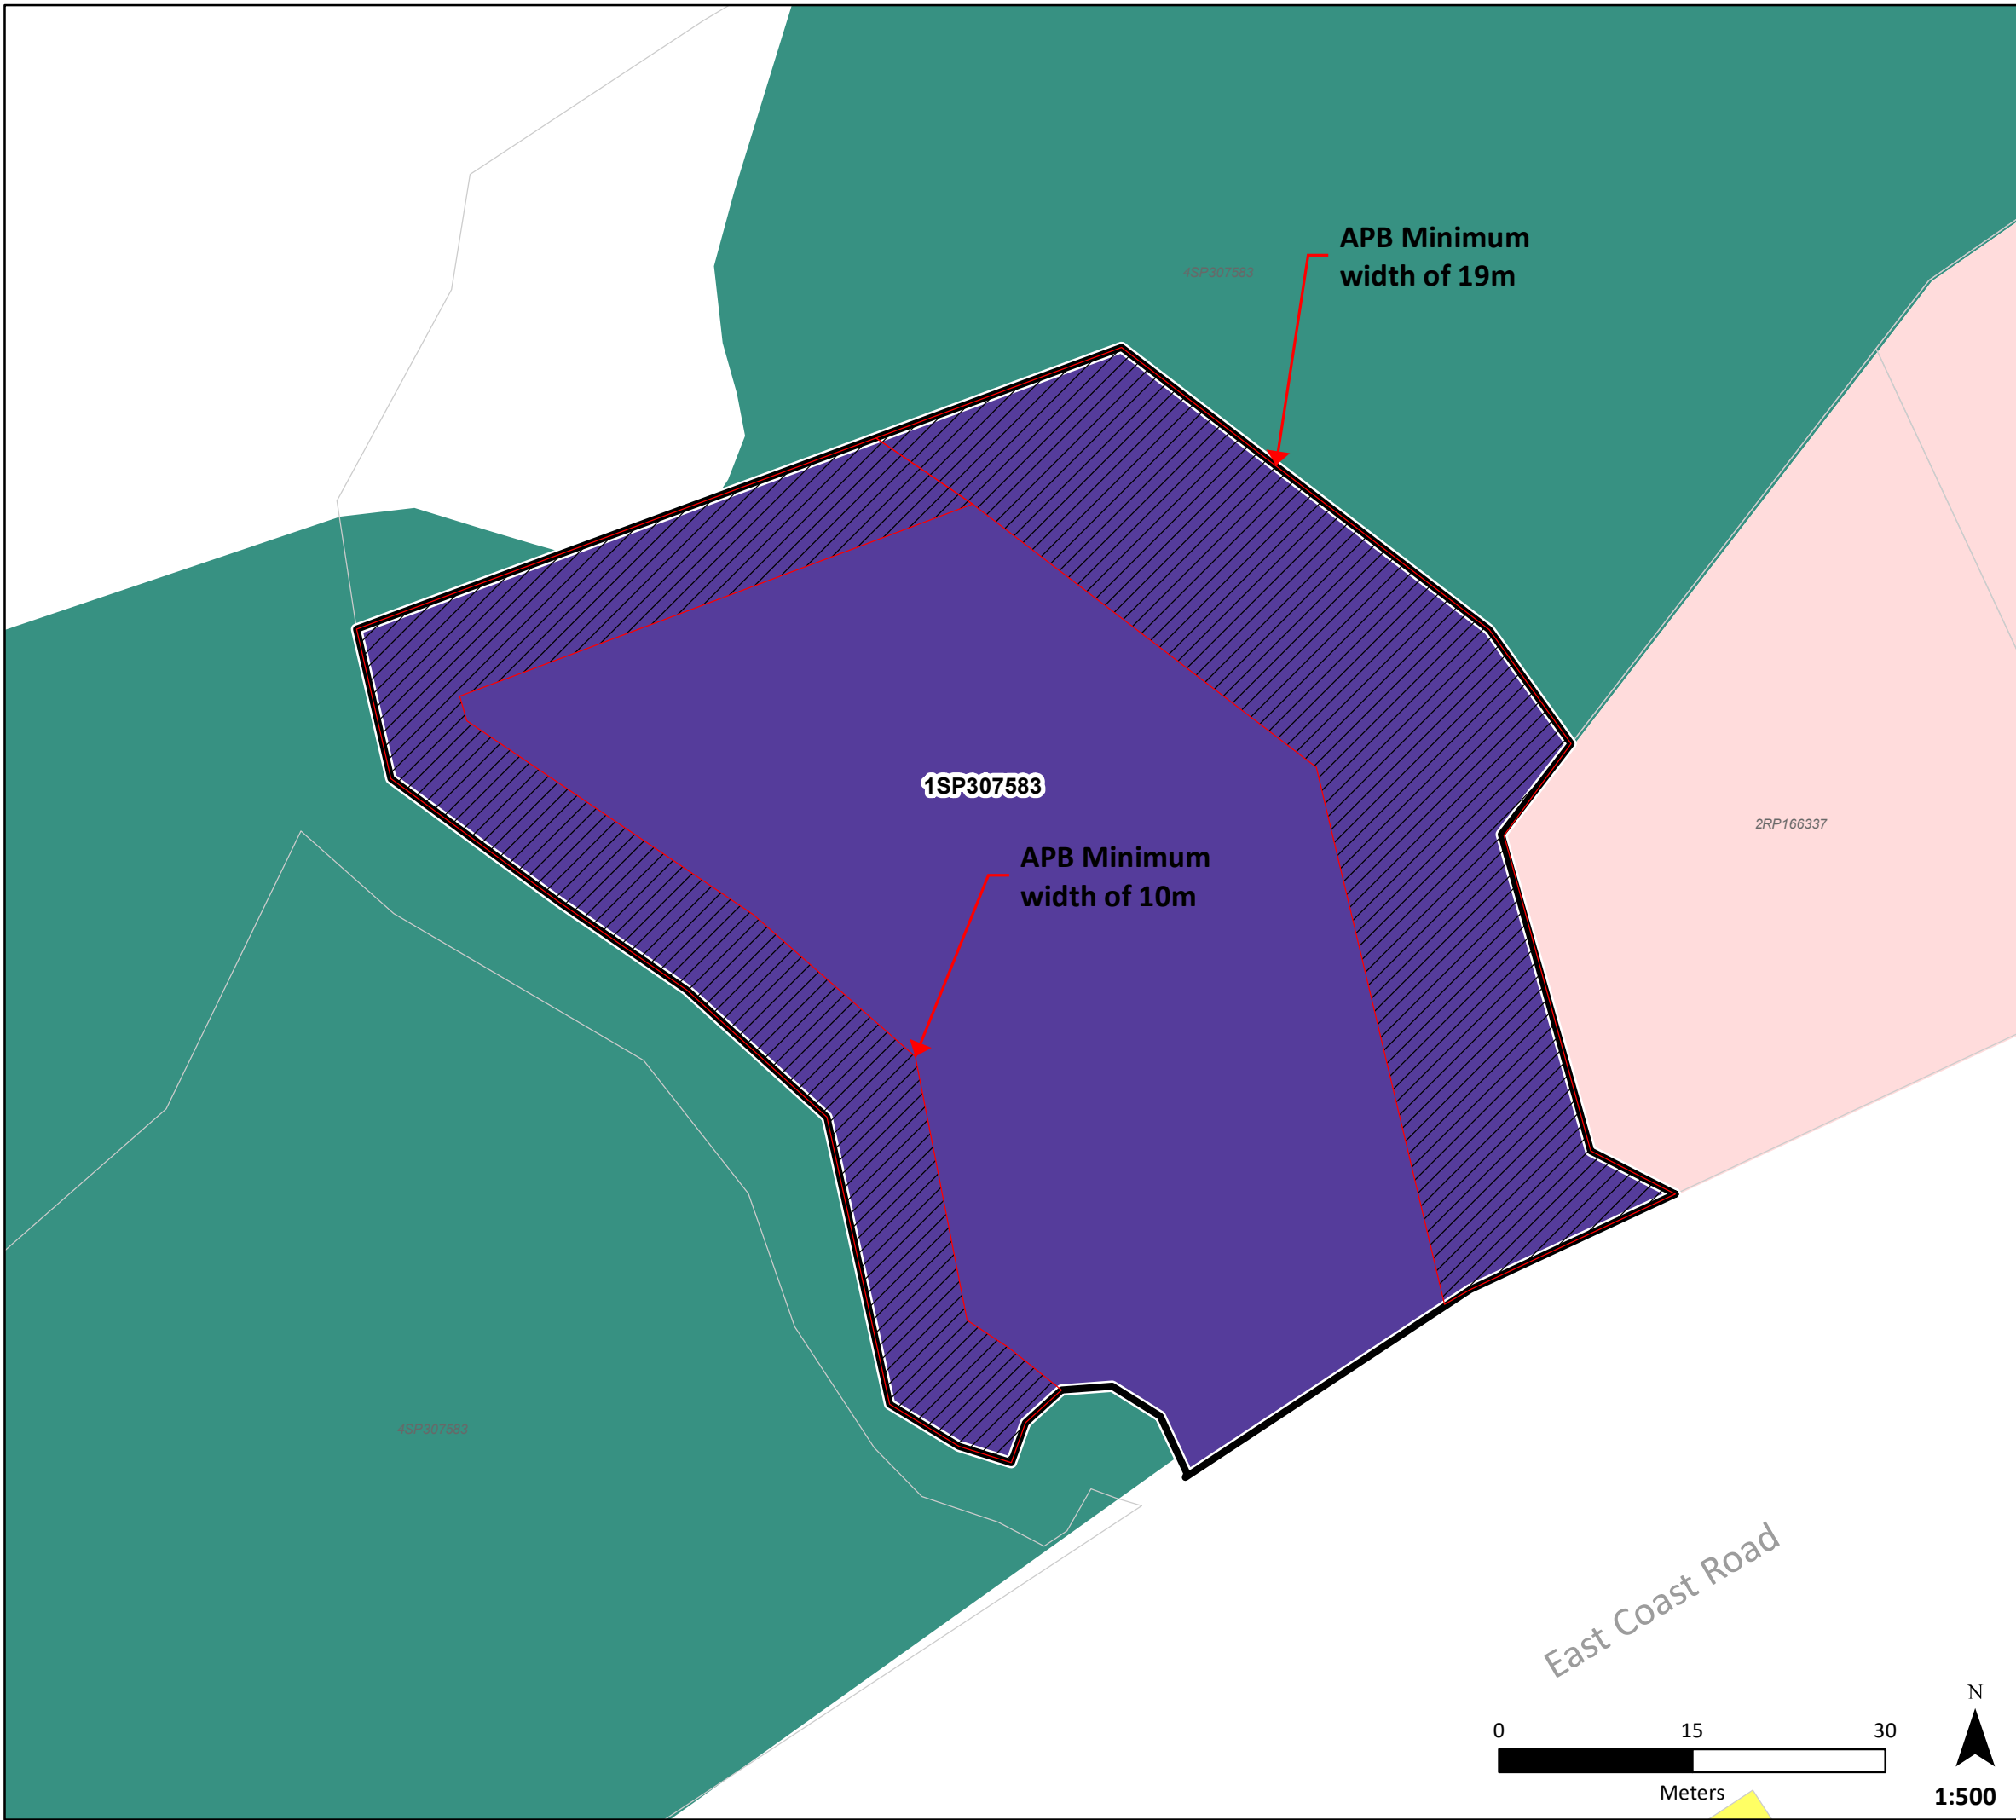 APB Minimum
width of 19m
4SP307583
1SP307583
2RP166337
APB Minimum
width of 10m
4SP307583
East Coast Road
N
0 15 30
Meters
1:500